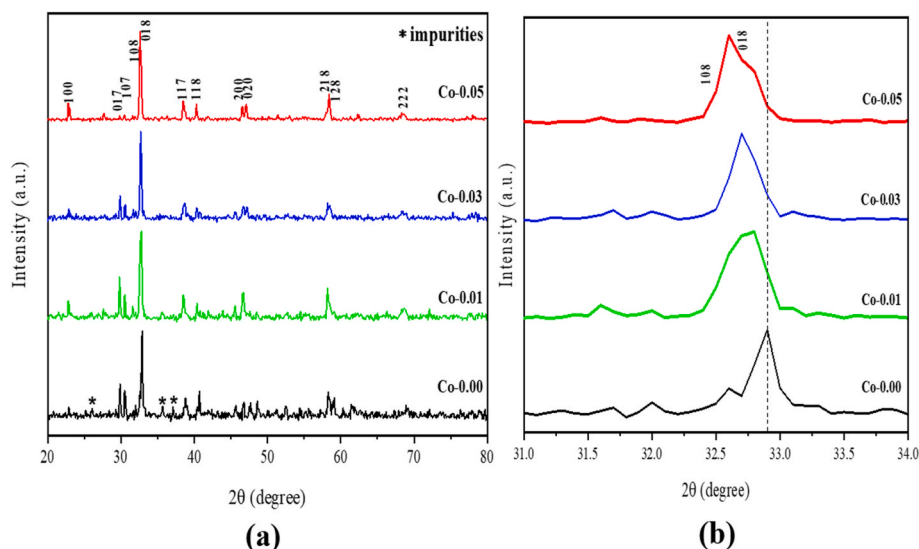 * impurities
100
017
107
108
018
117
118
200
020
218
128
222
Co-0.05
Co-0.03
Co-0.01
Co-0.00
* * *
Intensity (a.u.)
20 30 40 50 60 70 80
2θ (degree)
(a)
108
018
Co-0.05
Co-0.03
Co-0.01
Co-0.00
Intensity (a.u.)
31.0 31.5 32.0 32.5 33.0 33.5 34.0
2θ (degree)
(b)